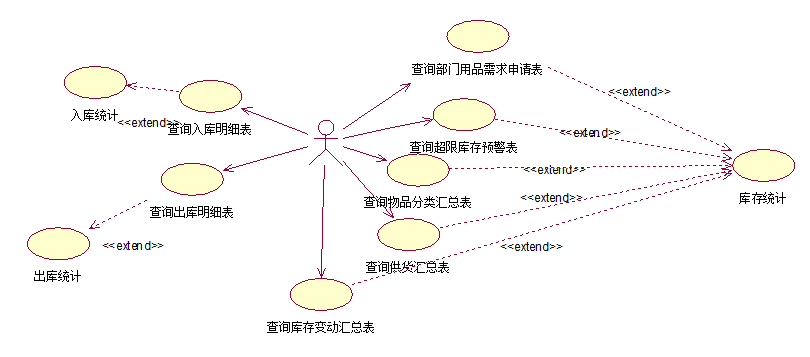 查询部门用品需求申请表
<<extend>>
入库统计
<<extend>>
查询入库明细表
<<extend>>
查询超限库存预警表
<<extend>>
查询物品分类汇总表
<<extend>>
库存统计
查询出库明细表
<<extend>>
<<extend>>
查询供货汇总表
出库统计
查询库存变动汇总表